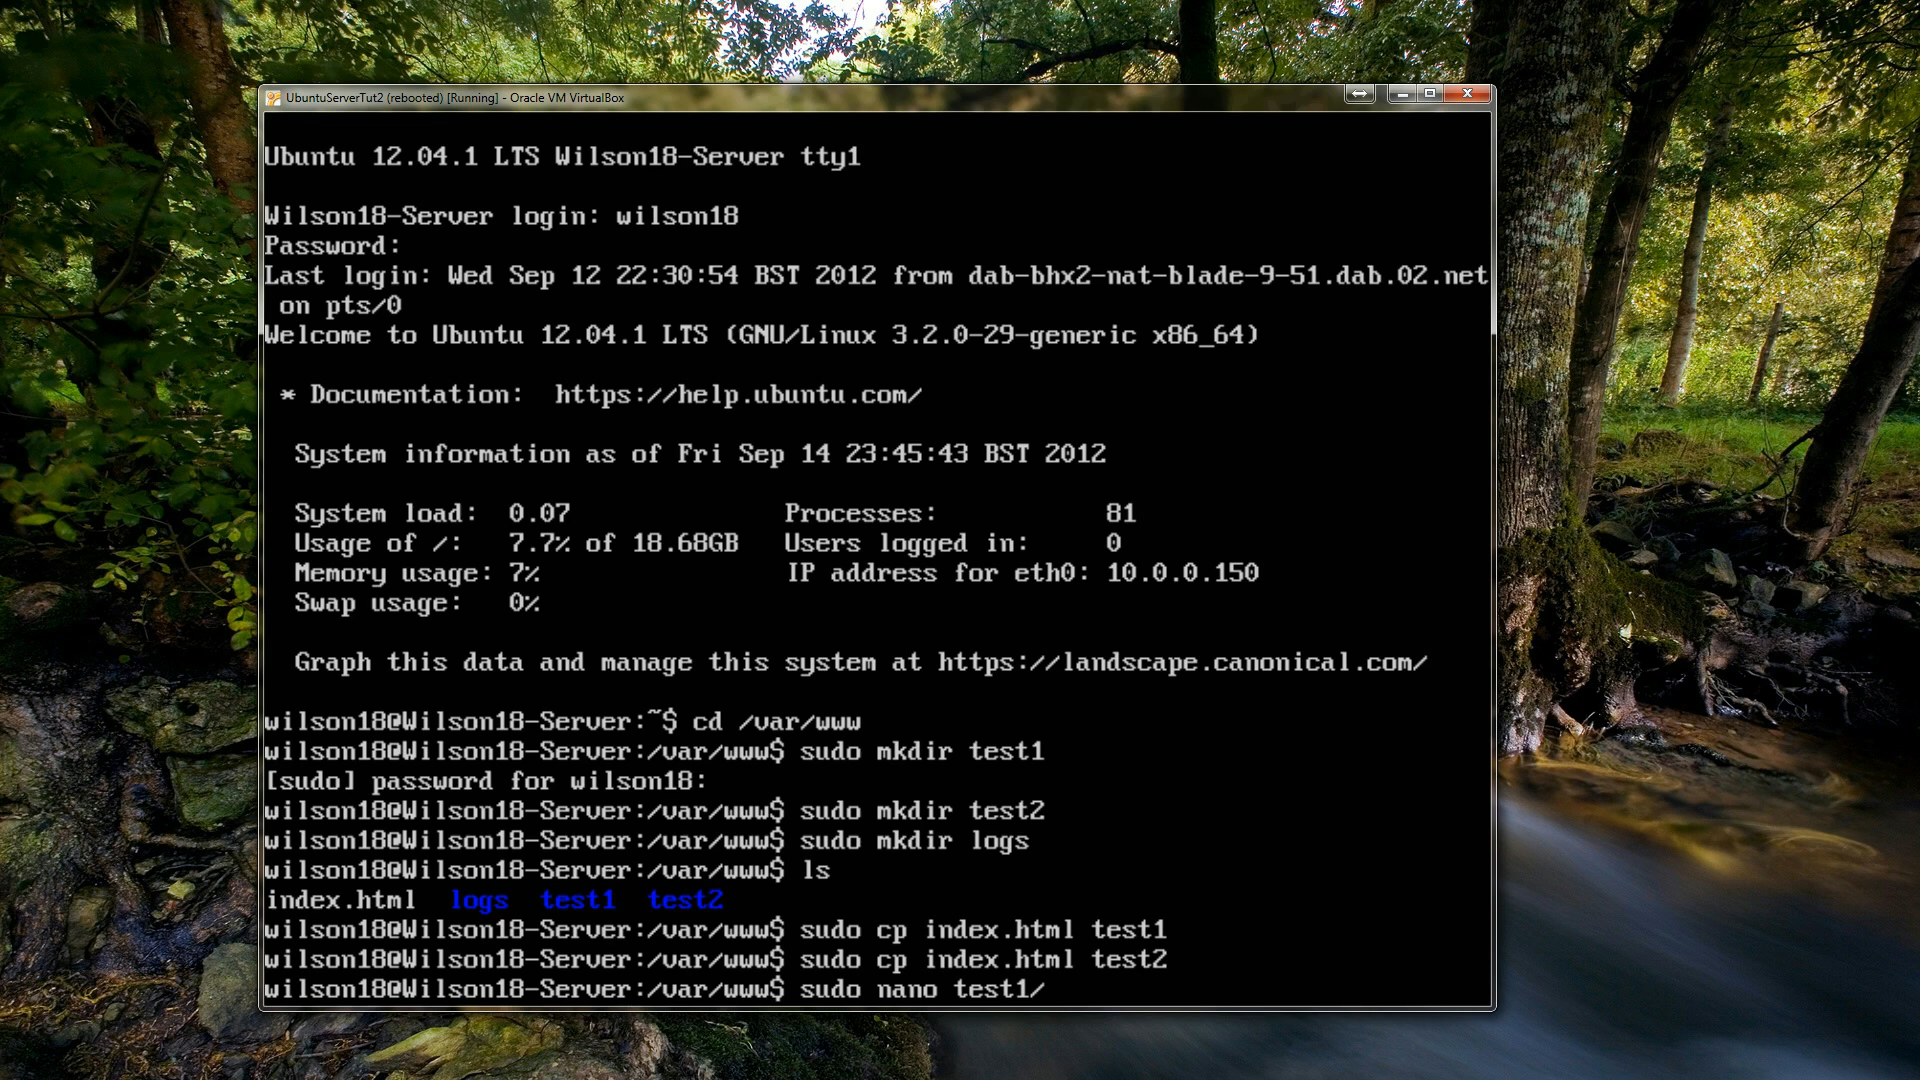 UbuntuServerTut2 (rebooted) [Running] - Oracle VM VirtualBox
Ubuntu 12.04.1 LTS Wilson18-Server tty1
Wilson18-Server login: wilson18
Password:
Last login: Wed Sep 12 22:30:54 BST 2012 from dab-bhx2-nat-blade-9-51.dab.02.net
on pts/0
Welcome to Ubuntu 12.04.1 LTS (GNU/Linux 3.2.0-29-generic x86_64)
* Documentation:  https://help.ubuntu.com/
System information as of Fri Sep 14 23:45:43 BST 2012
System load:  0.07              Processes:           81
Usage of /:   7.7% of 18.68GB   Users logged in:     0
Memory usage: 7%                IP address for eth0: 10.0.0.150
Swap usage:   0%
Graph this data and manage this system at https://landscape.canonical.com/
wilson18@Wilson18-Server:~$ cd /var/www
wilson18@Wilson18-Server:/var/www$ sudo mkdir test1
[sudo] password for wilson18:
wilson18@Wilson18-Server:/var/www$ sudo mkdir test2
wilson18@Wilson18-Server:/var/www$ sudo mkdir logs
wilson18@Wilson18-Server:/var/www$ ls
index.html  logs  test1  test2
wilson18@Wilson18-Server:/var/www$ sudo cp index.html test1
wilson18@Wilson18-Server:/var/www$ sudo cp index.html test2
wilson18@Wilson18-Server:/var/www$ sudo nano test1/